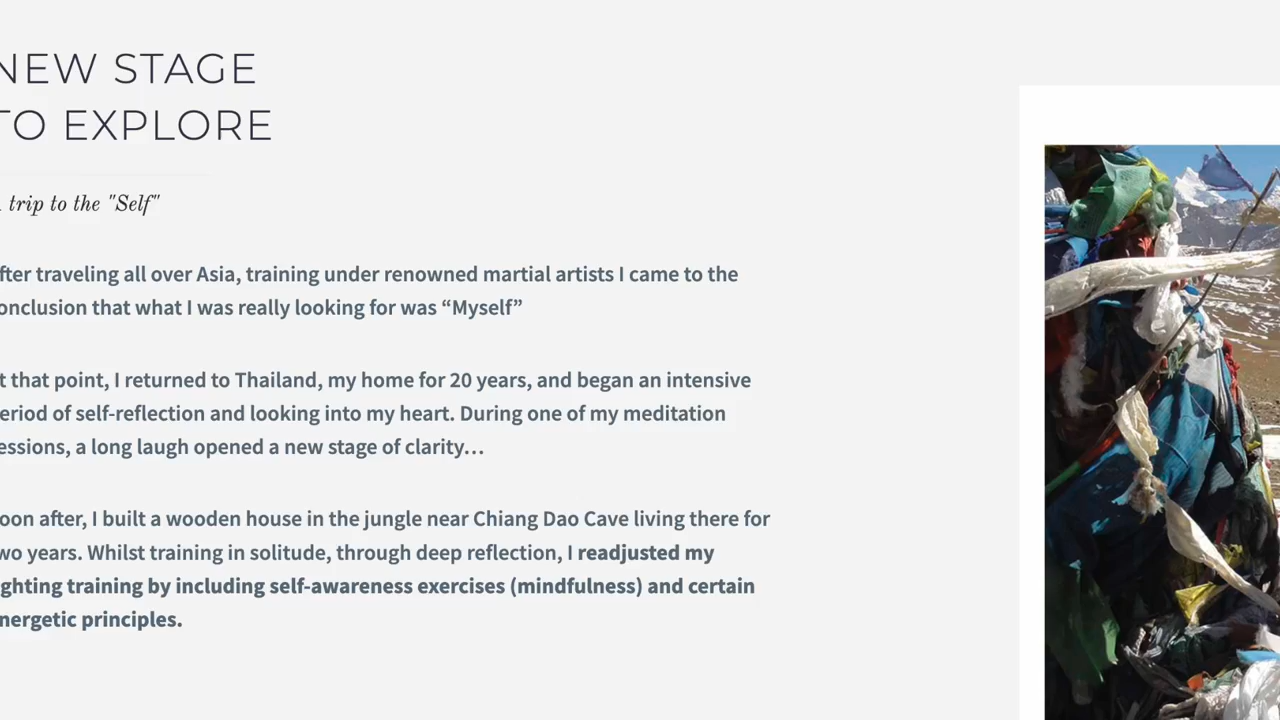 NEW STAGE
TO EXPLORE
trip to the "Self"
fter traveling all over Asia, training under renowned martial artists I came to the
onclusion that what I was really looking for was “Myself”
t that point, I returned to Thailand, my home for 20 years, and began an intensive
eriod of self-reflection and looking into my heart. During one of my meditation
essions, a long laugh opened a new stage of clarity…
oon after, I built a wooden house in the jungle near Chiang Dao Cave living there for
wo years. Whilst training in solitude, through deep reflection, I readjusted my
ghting training by including self-awareness exercises (mindfulness) and certain
nergetic principles.